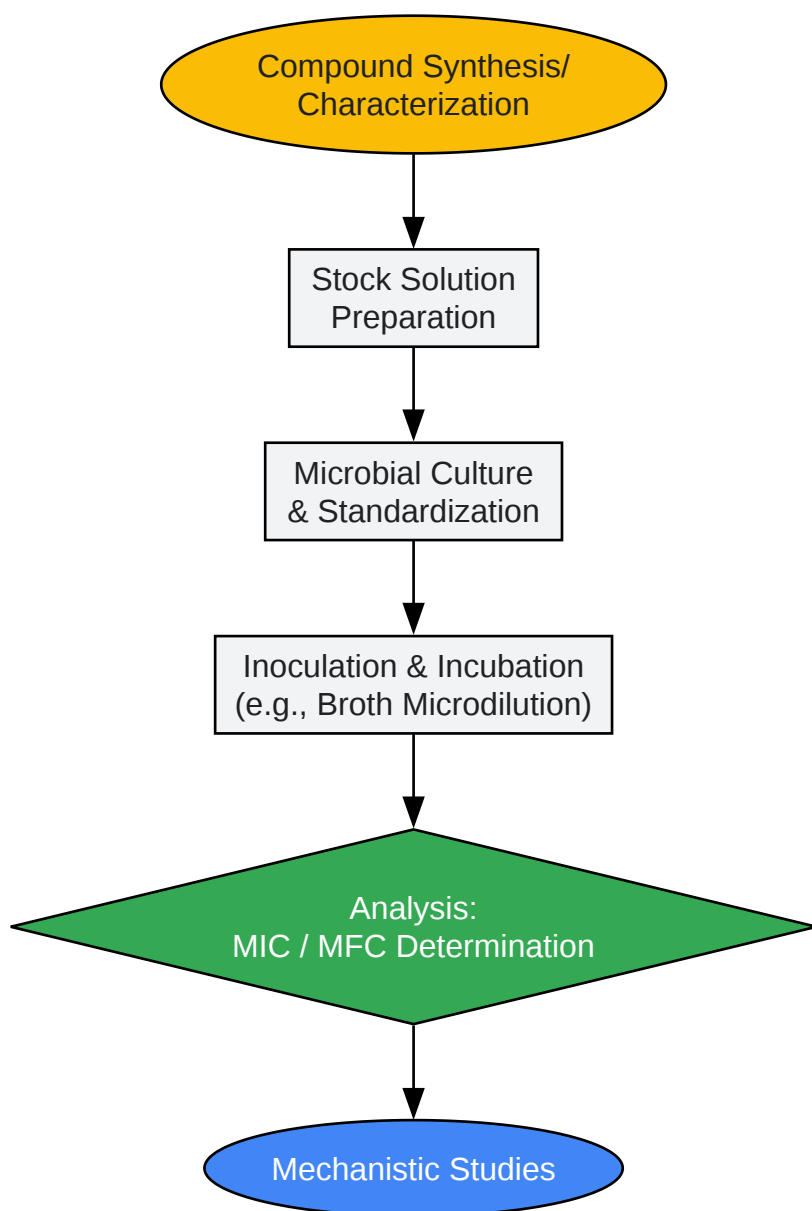 Compound Synthesis/
Characterization
Stock Solution
Preparation
Microbial Culture
& Standardization
Inoculation & Incubation
(e.g., Broth Microdilution)
Analysis:
MIC / MFC Determination
Mechanistic Studies